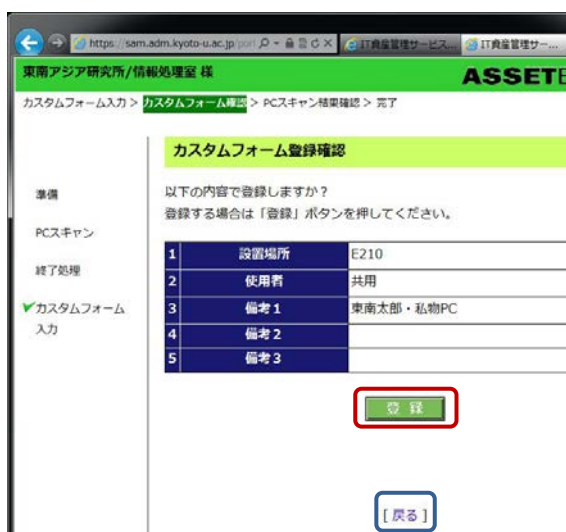 https://sam.adm.kyoto-u.ac.jp/
IT資産管理サービス...
IT資産管理サー...
東南アジア研究所/情報処理室 様
ASSETB
カスタムフォーム入力 > カスタムフォーム確認 > PCスキャン結果確認 > 完了
カスタムフォーム登録確認
準備
以下の内容で登録しますか？
登録する場合は「登録」ボタンを押してください。
PCスキャン
1 設置場所 E210
終了処理
2 使用者 共用
カスタムフォーム入力
3 備考1 東南太郎・私物PC
4 備考2
5 備考3
登 録
[ 戻る ]